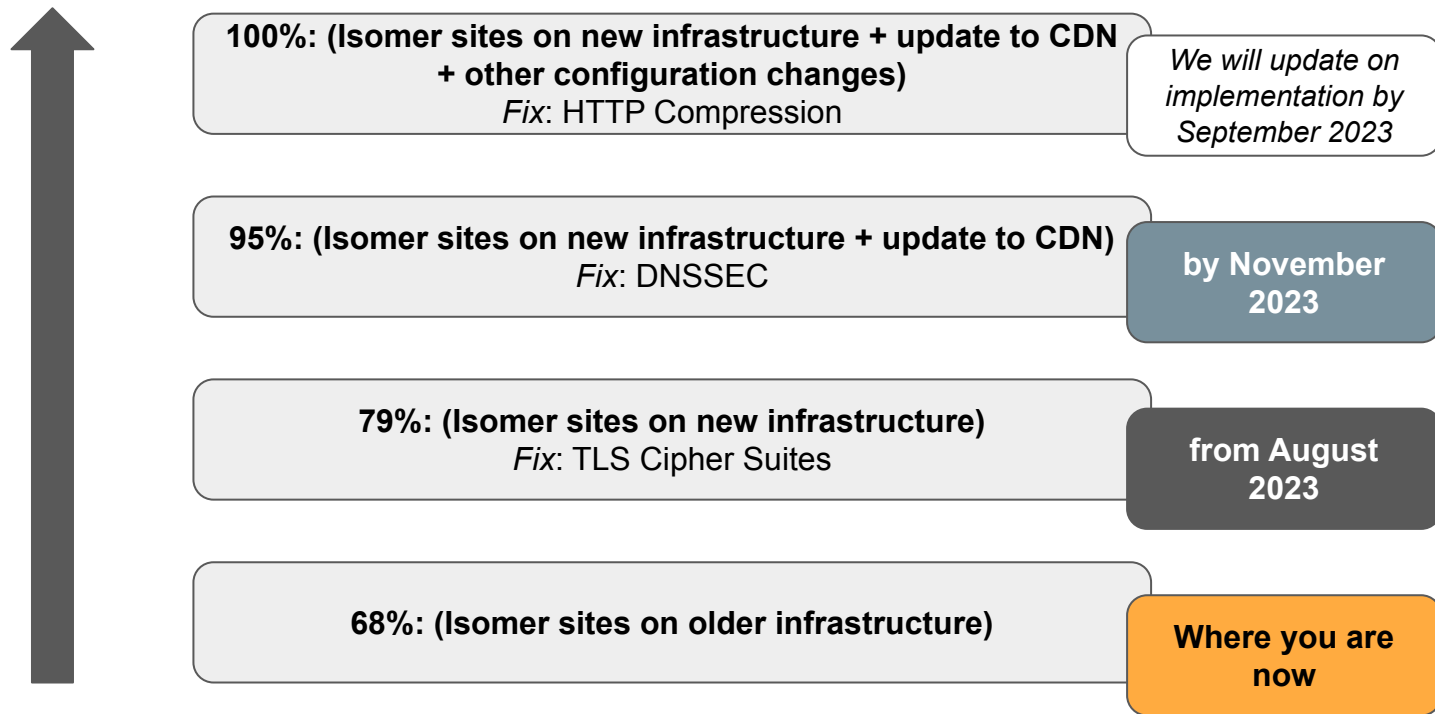 100%: (Isomer sites on new infrastructure + update to CDN
+ other configuration changes)
Fix: HTTP Compression
We will update on
implementation by
September 2023
95%: (Isomer sites on new infrastructure + update to CDN)
Fix: DNSSEC
by November
2023
79%: (Isomer sites on new infrastructure)
Fix: TLS Cipher Suites
from August
2023
68%: (Isomer sites on older infrastructure)
Where you are
now